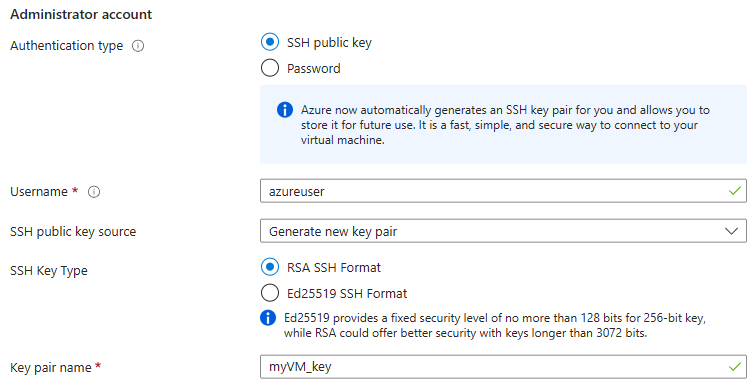 Administrator account
Authentication type
SSH public key
Password
Azure now automatically generates an SSH key pair for you and allows you to
store it for future use. It is a fast, simple, and secure way to connect to your
virtual machine.
Username *
azureuser
SSH public key source
Generate new key pair
SSH Key Type
RSA SSH Format
Ed25519 SSH Format
Ed25519 provides a fixed security level of no more than 128 bits for 256-bit key,
while RSA could offer better security with keys longer than 3072 bits.
Key pair name *
myVM_key